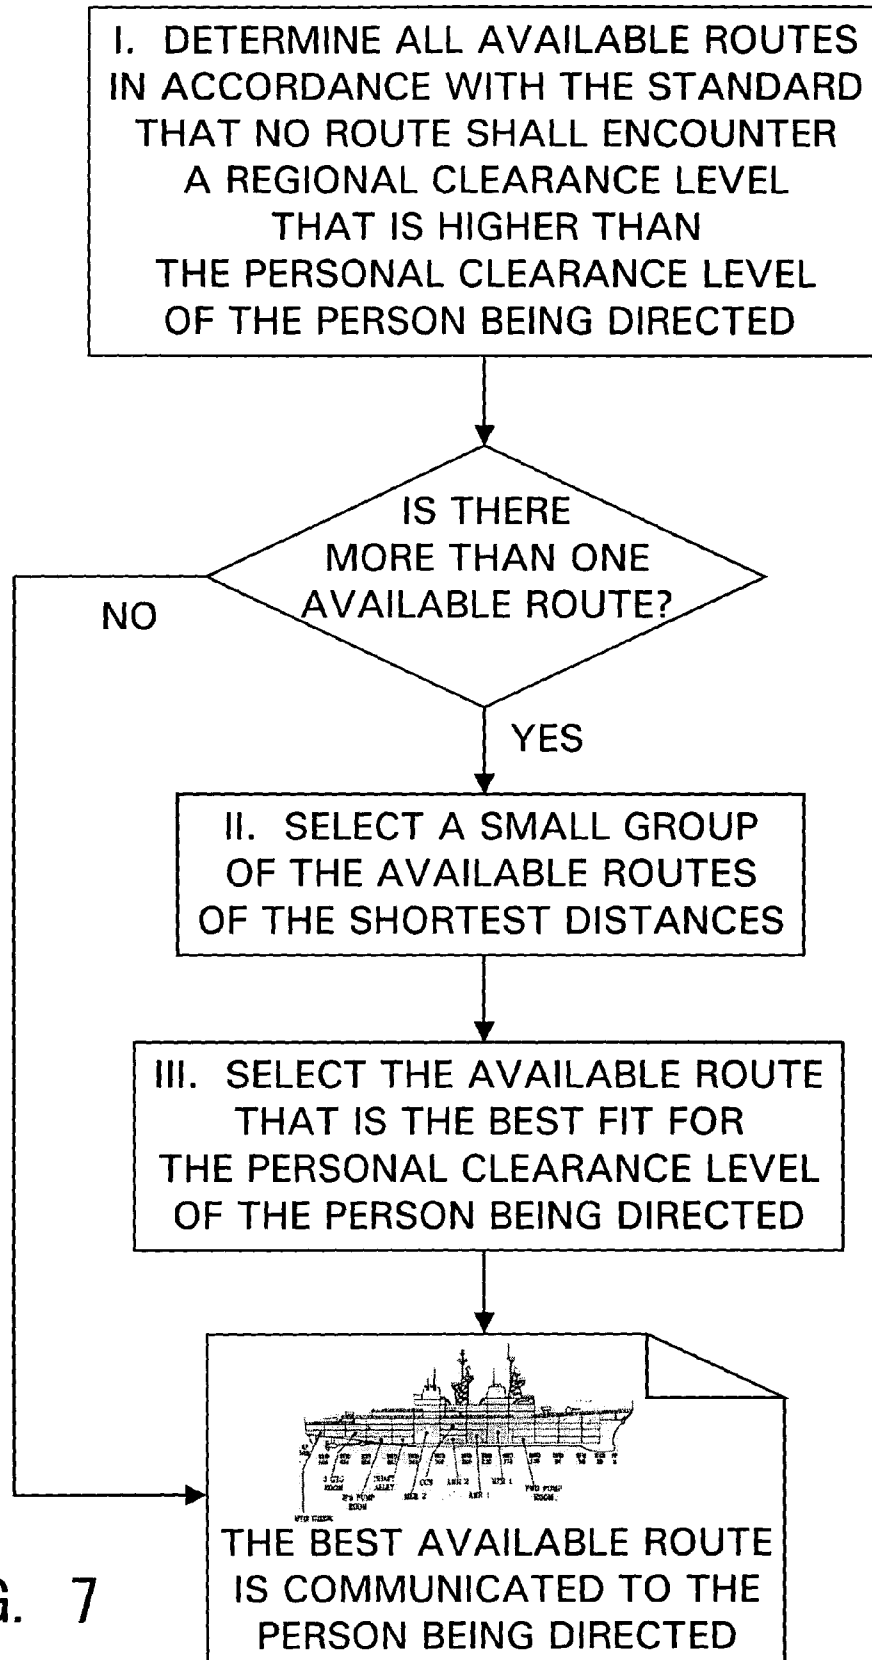 I. DETERMINE ALL AVAILABLE ROUTES
IN ACCORDANCE WITH THE STANDARD
THAT NO ROUTE SHALL ENCOUNTER
A REGIONAL CLEARANCE LEVEL
THAT IS HIGHER THAN
THE PERSONAL CLEARANCE LEVEL
OF THE PERSON BEING DIRECTED
IS THERE
MORE THAN ONE
AVAILABLE ROUTE?
NO
YES
II. SELECT A SMALL GROUP
OF THE AVAILABLE ROUTES
OF THE SHORTEST DISTANCES
III. SELECT THE AVAILABLE ROUTE
THAT IS THE BEST FIT FOR
THE PERSONAL CLEARANCE LEVEL
OF THE PERSON BEING DIRECTED
THE BEST AVAILABLE ROUTE
IS COMMUNICATED TO THE
PERSON BEING DIRECTED
G. 7